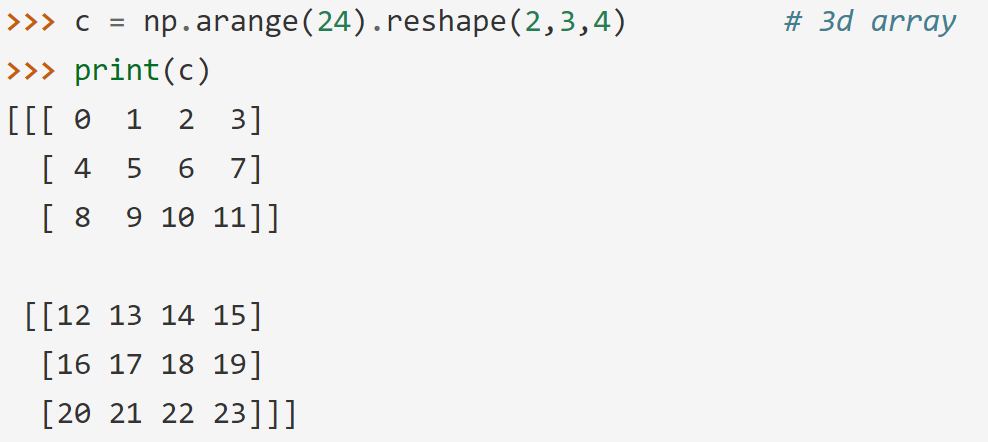 >>> c = np.arange(24).reshape(2,3,4)         # 3d array
>>> print(c)
[[[ 0  1  2  3]
  [ 4  5  6  7]
  [ 8  9 10 11]]

 [[12 13 14 15]
  [16 17 18 19]
  [20 21 22 23]]]